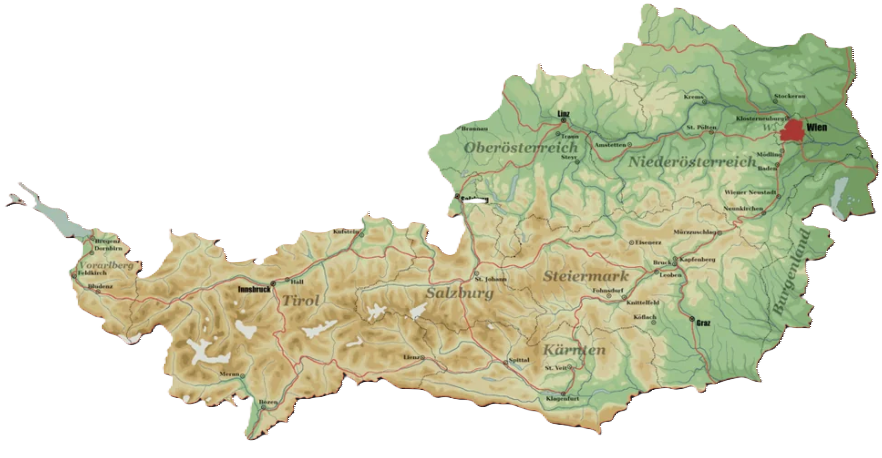 Krems
Stockerau
Klosterneuburg
Wien
Linz
Traun
Steyr
Amstetten
St. Pölten
Braunau
Oberösterreich
Niederösterreich
Mödling
Baden
Wiener Neustadt
Neunkirchen
Kufstein
Bregenz
Dornbirn
Vorarlberg
Feldkirch
Bludenz
Innsbruck
Hall
Tirol
Salzburg
St. Johann
Eisenerz
Mürzzuschlag
Kapfenberg
Bruck
Leoben
Steiermark
Fohnsdorf
Knittelfeld
Köflach
Graz
Burgenland
Kärnten
St. Veit
Klagenfurt
Spittal
Lienz
Meran
Bozen